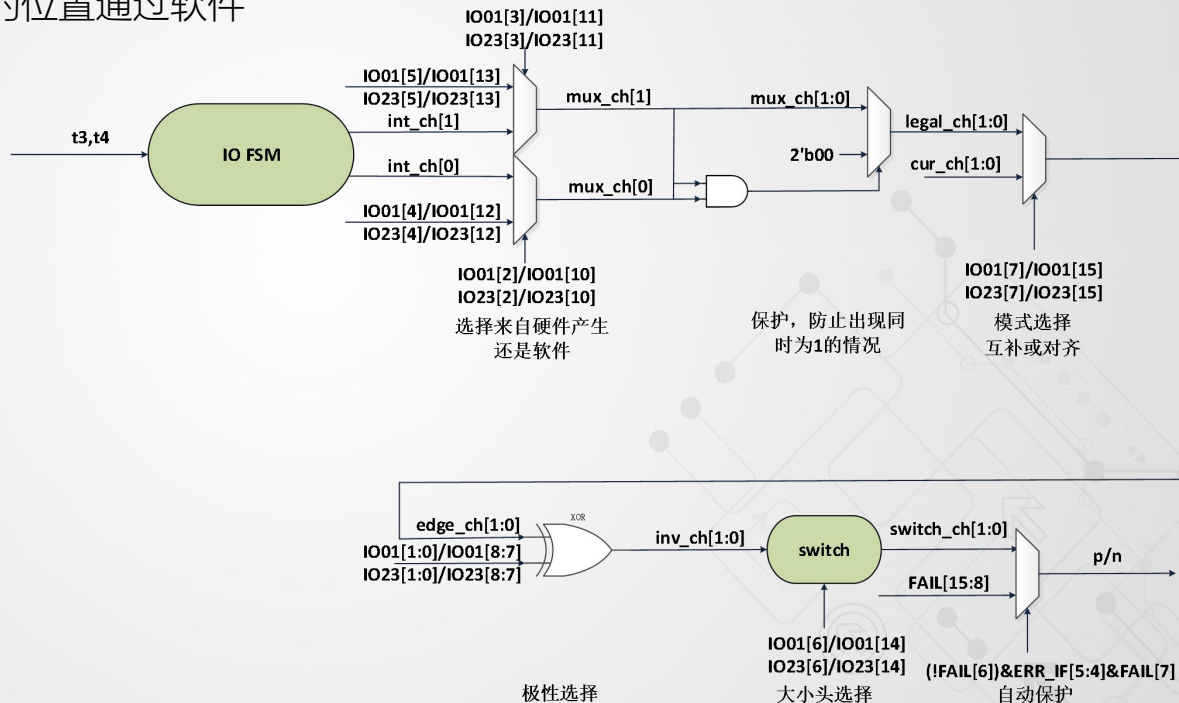 的位置通过软件
IO01[3]/IO01[11]
IO23[3]/IO23[11]
IO01[5]/IO01[13]
IO23[5]/IO23[13]
int_ch[1]
mux_ch[1]
mux_ch[1:0]
legal_ch[1:0]
t3,t4
IO FSM
2'b00
cur_ch[1:0]
int_ch[0]
mux_ch[0]
IO01[4]/IO01[12]
IO23[4]/IO23[12]
IO01[2]/IO01[10]
IO23[2]/IO23[10]
选择来自硬件产生
还是软件
保护，防止出现同
时为1的情况
IO01[7]/IO01[15]
IO23[7]/IO23[15]
模式选择
互补或对齐
XOR
edge_ch[1:0]
IO01[1:0]/IO01[8:7]
IO23[1:0]/IO23[8:7]
inv_ch[1:0]
switch
switch_ch[1:0]
FAIL[15:8]
p/n
IO01[6]/IO01[14]
IO23[6]/IO23[14]
(!FAIL[6])&ERR_IF[5:4]&FAIL[7]
极性选择
大小头选择
自动保护